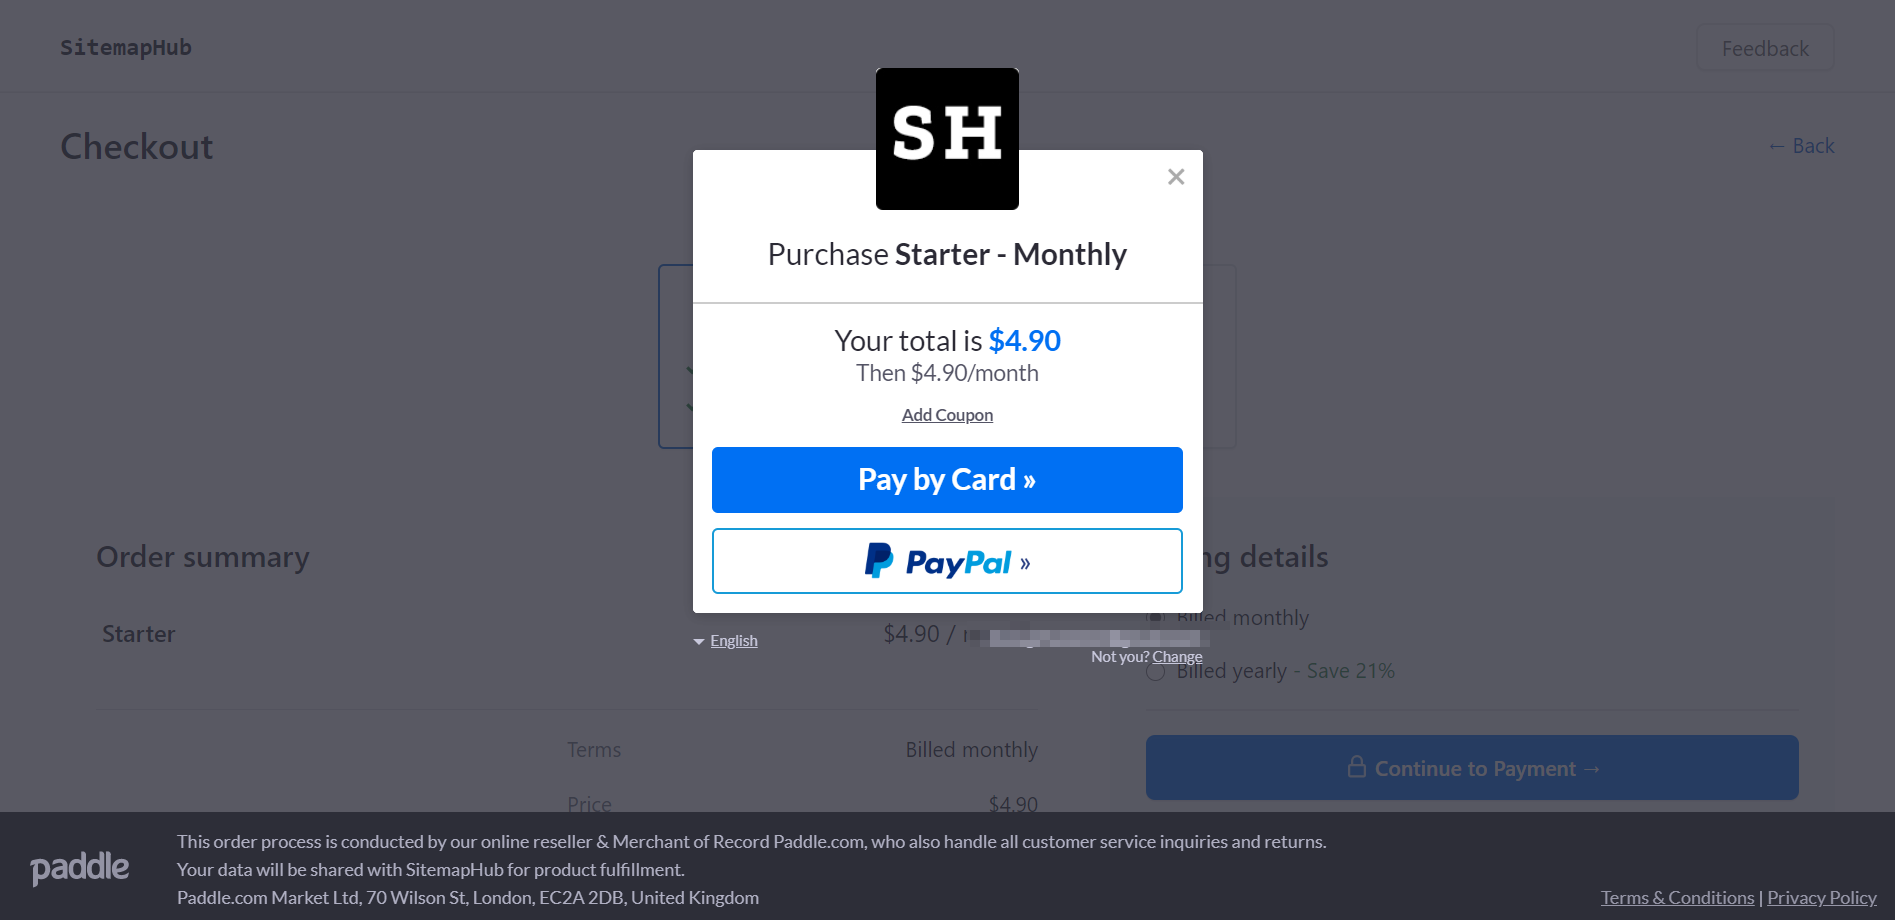 SitemapHub
Feedback
SH
Checkout
← Back
×
Purchase Starter - Monthly
Your total is $4.90
Then $4.90/month
Add Coupon
Pay by Card »
PayPal »
Order summary
ng details
Starter
$4.90 /
Billed monthly
English
Not you? Change
Billed yearly - Save 21%
Terms
Billed monthly
Continue to Payment →
Price
$4.90
paddle
This order process is conducted by our online reseller & Merchant of Record Paddle.com, who also handle all customer service inquiries and returns.
Your data will be shared with SitemapHub for product fulfillment.
Paddle.com Market Ltd, 70 Wilson St, London, EC2A 2DB, United Kingdom
Terms & Conditions | Privacy Policy